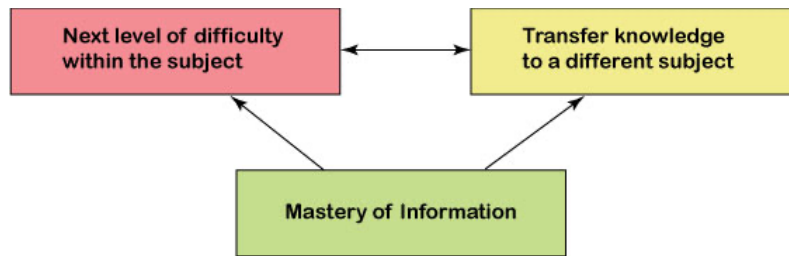 Next level of difficulty
within the subject
Transfer knowledge
to a different subject
Mastery of Information